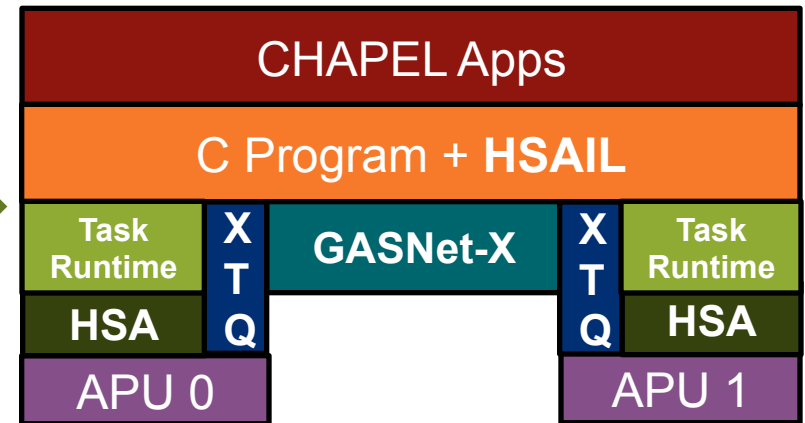 CHAPEL Apps
C Program + HSAIL
Task
Runtime
X
T
Q
GASNet-X
X
T
Q
Task
Runtime
HSA
HSA
APU 0
APU 1